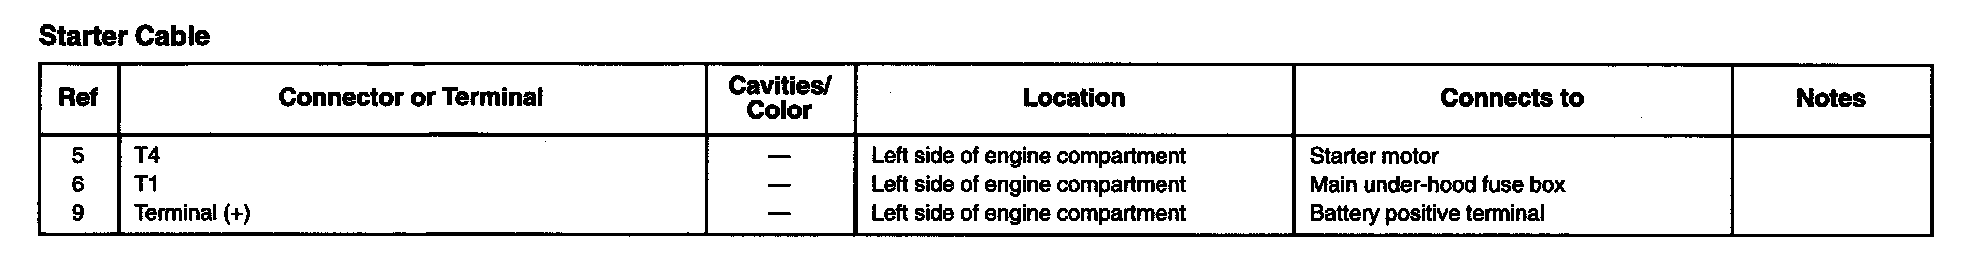 Starter Cable
Ref Connector or Terminal Cavities/ Color Location Connects to Notes
5 T4 — Left side of engine compartment Starter motor
6 T1 — Left side of engine compartment Main under-hood fuse box
9 Terminal (+) — Left side of engine compartment Battery positive terminal